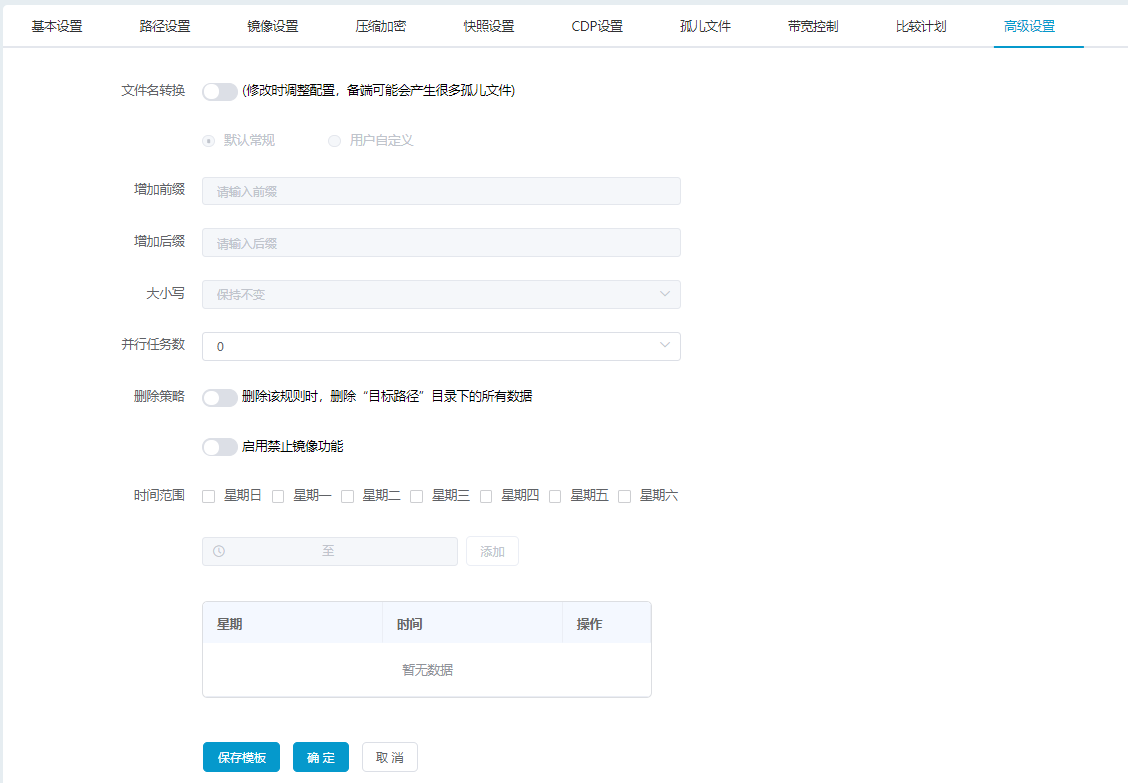 基本设置 路径设置 镜像设置 压缩加密 快照设置 CDP设置 孤儿文件 带宽控制 比较计划 高级设置
文件名转换 (修改时调整配置，备端可能会产生很多孤儿文件)
默认常规 用户自定义
增加前缀 请输入前缀
增加后缀 请输入后缀
大小写 保持不变
并行任务数 0
删除策略 删除该规则时，删除“目标路径”目录下的所有数据
启用禁止镜像功能
时间范围 星期日 星期一 星期二 星期三 星期四 星期五 星期六
至 添加
星期 时间 操作
暂无数据
保存模板 确 定 取 消